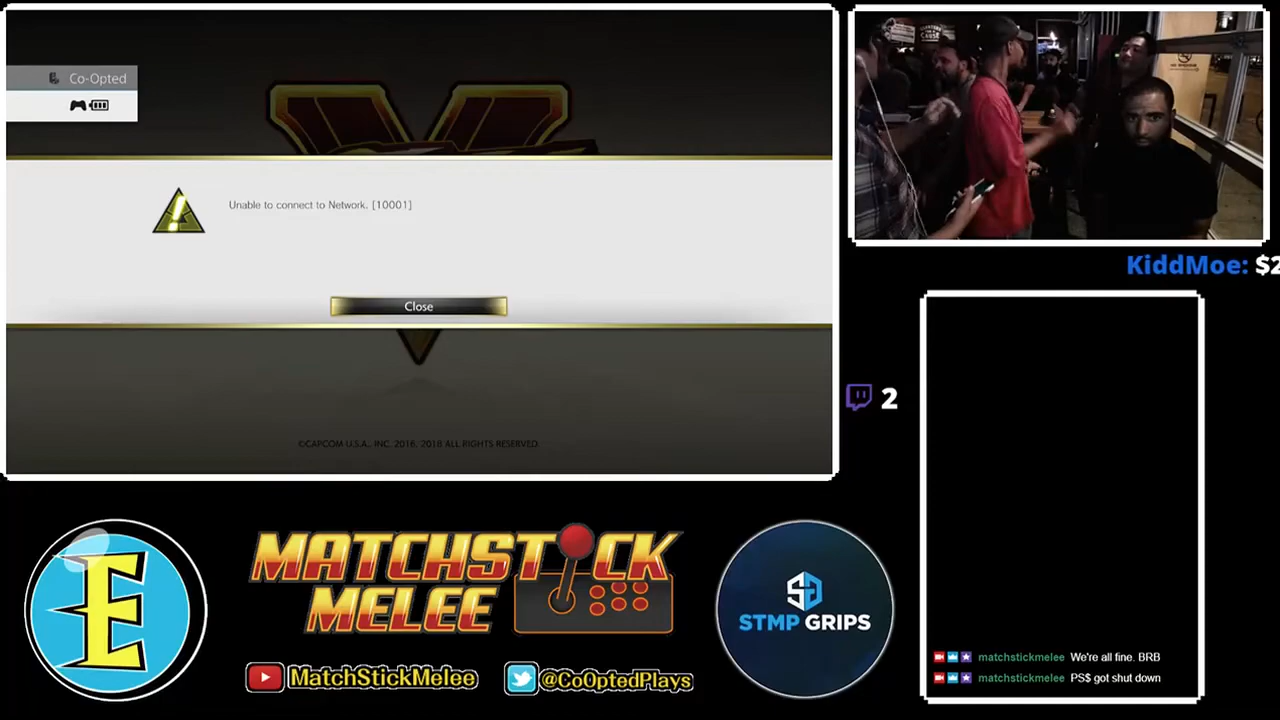 Co-Opted
Unable to connect to Network. [10001]
Close
©CAPCOM U.S.A., INC. 2016, 2018 ALL RIGHTS RESERVED.
KiddMoe: $2
2
E
MATCHSTICK
MELEE
STMP GRIPS
MatchStickMelee
@CoOptedPlays
matchstickmelee We're all fine. BRB
matchstickmelee PS$ got shut down